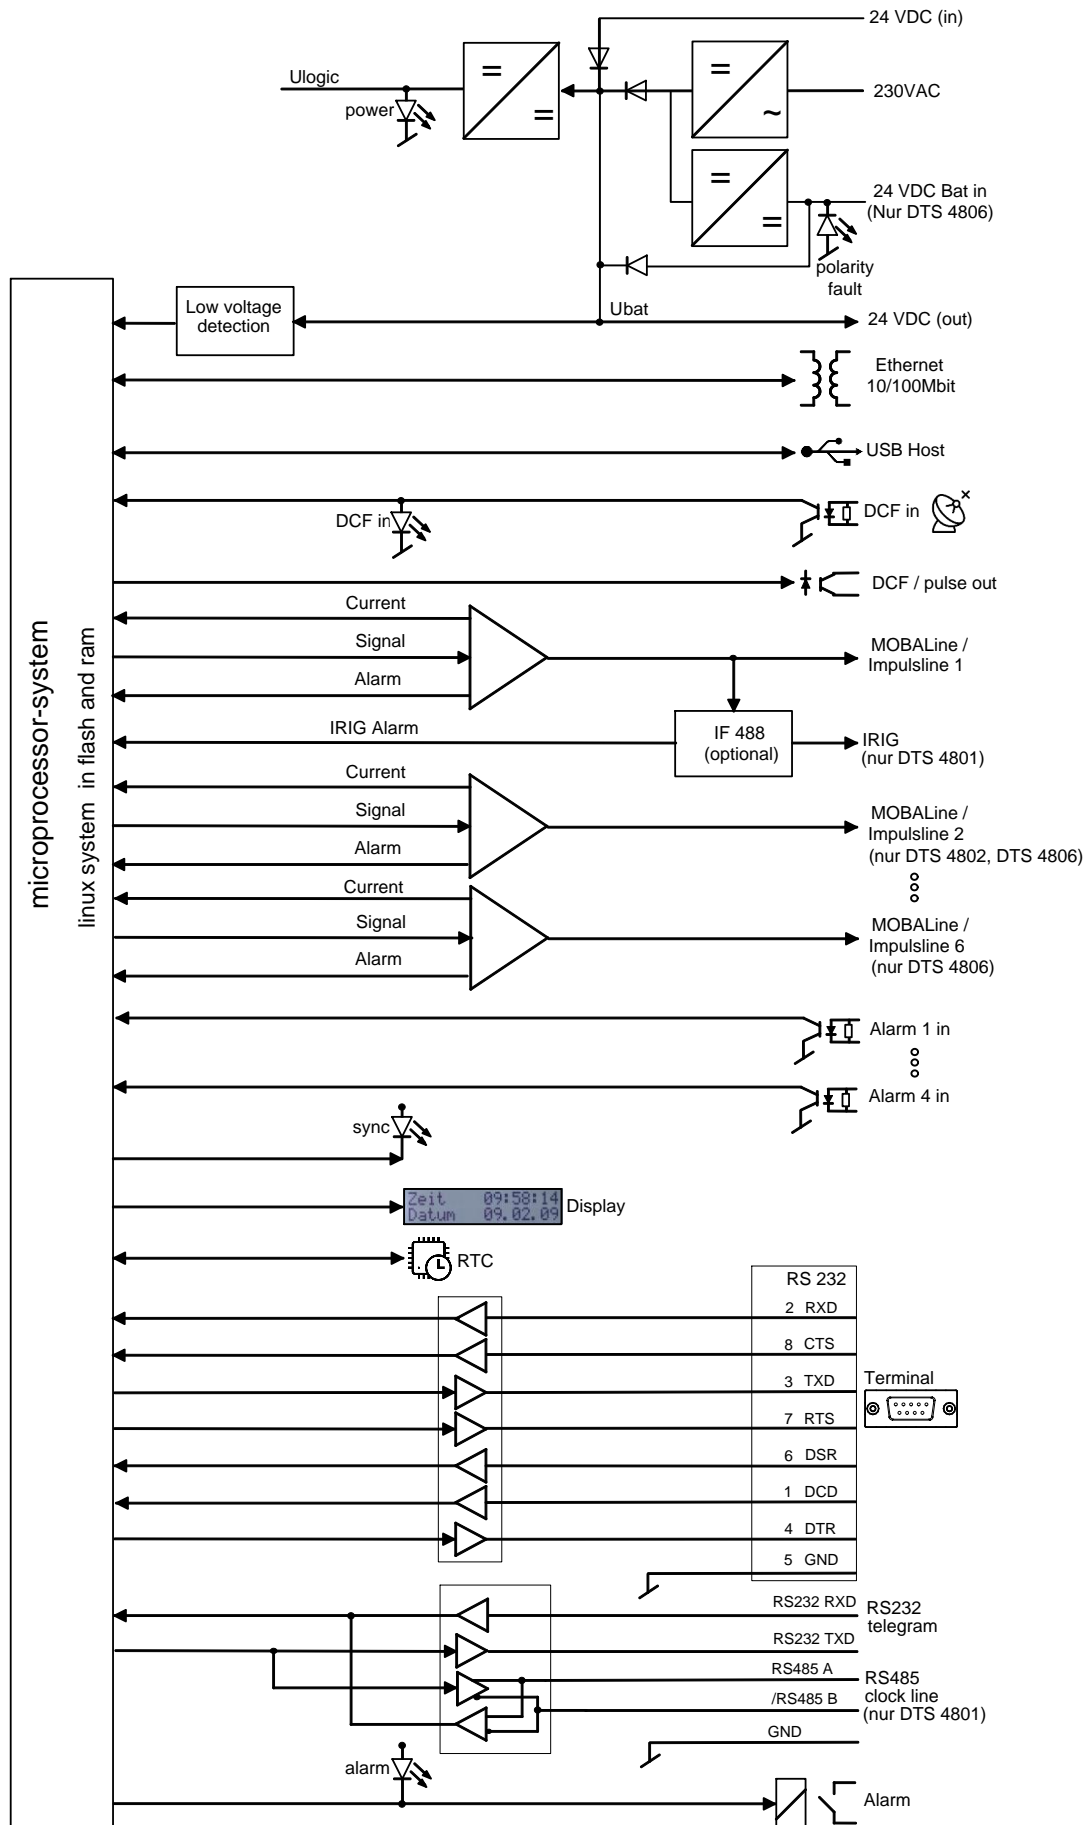 24 VDC (in)
Ulogic
power
=
=
=
~
230VAC
=
=
24 VDC Bat in
(Nur DTS 4806)
polarity
fault
Low voltage
detection
Ubat
24 VDC (out)
Ethernet
10/100Mbit
USB Host
DCF in
DCF in
DCF / pulse out
microprocessor-system
linux system in flash and ram
Current
Signal
Alarm
MOBALine /
Impulsline 1
IRIG Alarm
IF 488
(optional)
IRIG
(nur DTS 4801)
Current
Signal
Alarm
MOBALine /
Impulsline 2
(nur DTS 4802, DTS 4806)
Current
Signal
Alarm
MOBALine /
Impulsline 6
(nur DTS 4806)
Alarm 1 in
Alarm 4 in
sync
Zeit 09:58:14
Datum 09.02.09
Display
RTC
RS 232
2 RXD
8 CTS
3 TXD
7 RTS
6 DSR
1 DCD
4 DTR
5 GND
Terminal
RS232 RXD
RS232 TXD
RS232
telegram
RS485 A
/RS485 B
RS485
clock line
(nur DTS 4801)
GND
alarm
Alarm